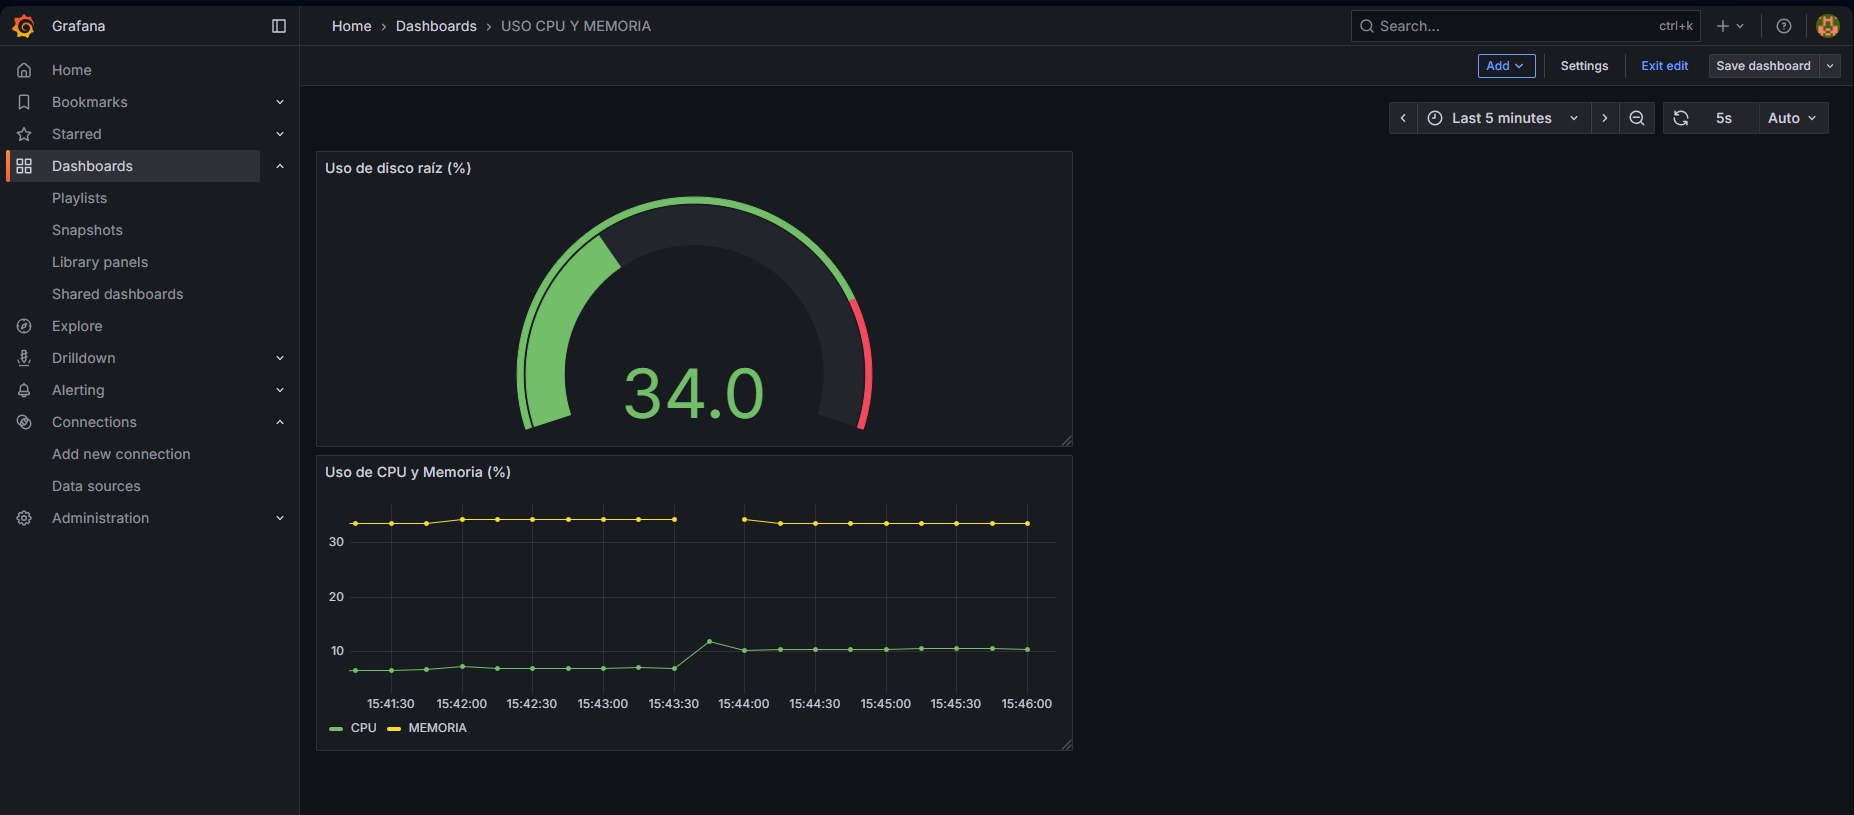 Grafana
Home › Dashboards › USO CPU Y MEMORIA
Search... ctrl+k
Home
Bookmarks
Starred
Dashboards
Playlists
Snapshots
Library panels
Shared dashboards
Explore
Drilldown
Alerting
Connections
Add new connection
Data sources
Administration
Add Settings Exit edit Save dashboard
Last 5 minutes 5s Auto
Uso de disco raíz (%)
34.0
Uso de CPU y Memoria (%)
30
20
10
15:41:30 15:42:00 15:42:30 15:43:00 15:43:30 15:44:00 15:44:30 15:45:00 15:45:30 15:46:00
CPU MEMORIA